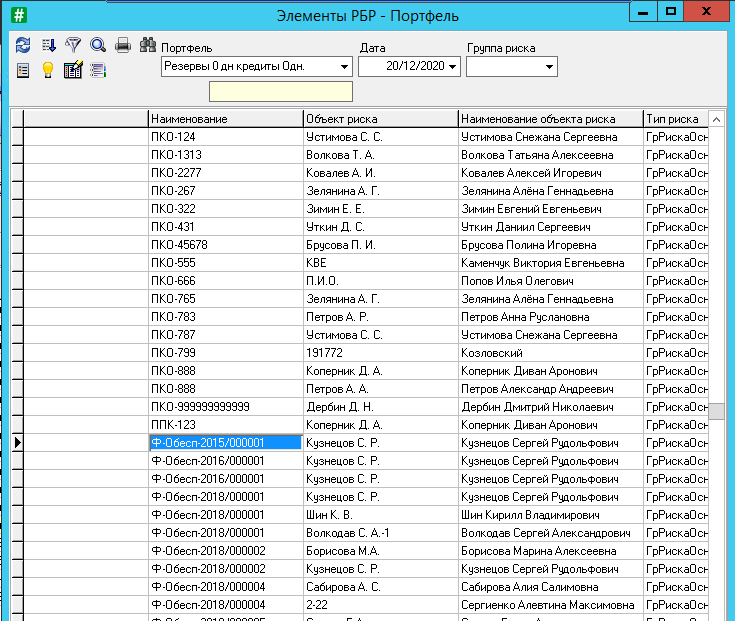 Элементы РБР - Портфель
Портфель Дата Группа риска
Резервы 0 дн кредиты Одн. 20/12/2020
Наименование Объект риска Наименование объекта риска Тип риска
ПКО-124 Устимова С. С. Устимова Снежана Сергеевна ГрРискаОсн
ПКО-1313 Волкова Т. А. Волкова Татьяна Алексеевна ГрРискаОсн
ПКО-2277 Ковалев А. И. Ковалев Алексей Игоревич ГрРискаОсн
ПКО-267 Зелянина А. Г. Зелянина Алёна Геннадьевна ГрРискаОсн
ПКО-322 Зимин Е. Е. Зимин Евгений Евгеньевич ГрРискаОсн
ПКО-431 Уткин Д. С. Уткин Даниил Сергеевич ГрРискаОсн
ПКО-45678 Брусова П. И. Брусова Полина Игоревна ГрРискаОсн
ПКО-555 КВЕ Каменчук Виктория Евгеньевна ГрРискаОсн
ПКО-666 П.И.О. Попов Илья Олегович ГрРискаОсн
ПКО-765 Зелянина А. Г. Зелянина Алёна Геннадьевна ГрРискаОсн
ПКО-783 Петров А. Р. Петров Анна Руслановна ГрРискаОсн
ПКО-787 Устимова С. С. Устимова Снежана Сергеевна ГрРискаОсн
ПКО-799 191772 Козловский ГрРискаОсн
ПКО-888 Коперник Д. А. Коперник Диван Аронович ГрРискаОсн
ПКО-888 Петров А. А. Петров Александр Андреевич ГрРискаОсн
ПКО-999999999999 Дербин Д. Н. Дербин Дмитрий Николаевич ГрРискаОсн
ППК-123 Коперник Д. А. Коперник Диван Аронович ГрРискаОсн
Ф-Обесп-2015/000001 Кузнецов С. Р. Кузнецов Сергей Рудольфович ГрРискаОсн
Ф-Обесп-2016/000001 Кузнецов С. Р. Кузнецов Сергей Рудольфович ГрРискаОсн
Ф-Обесп-2016/000001 Кузнецов С. Р. Кузнецов Сергей Рудольфович ГрРискаОсн
Ф-Обесп-2018/000001 Кузнецов С. Р. Кузнецов Сергей Рудольфович ГрРискаОсн
Ф-Обесп-2018/000001 Шин К. В. Шин Кирилл Владимирович ГрРискаОсн
Ф-Обесп-2018/000001 Волкодав С. А.-1 Волкодав Сергей Александрович ГрРискаОсн
Ф-Обесп-2018/000002 Борисова М.А. Борисова Марина Алексеевна ГрРискаОсн
Ф-Обесп-2018/000002 Кузнецов С. Р. Кузнецов Сергей Рудольфович ГрРискаОсн
Ф-Обесп-2018/000004 Сабирова А. С. Сабирова Алия Салимовна ГрРискаОсн
Ф-Обесп-2018/000004 2-22 Сергиенко Алевтина Максимовна ГрРискаОсн